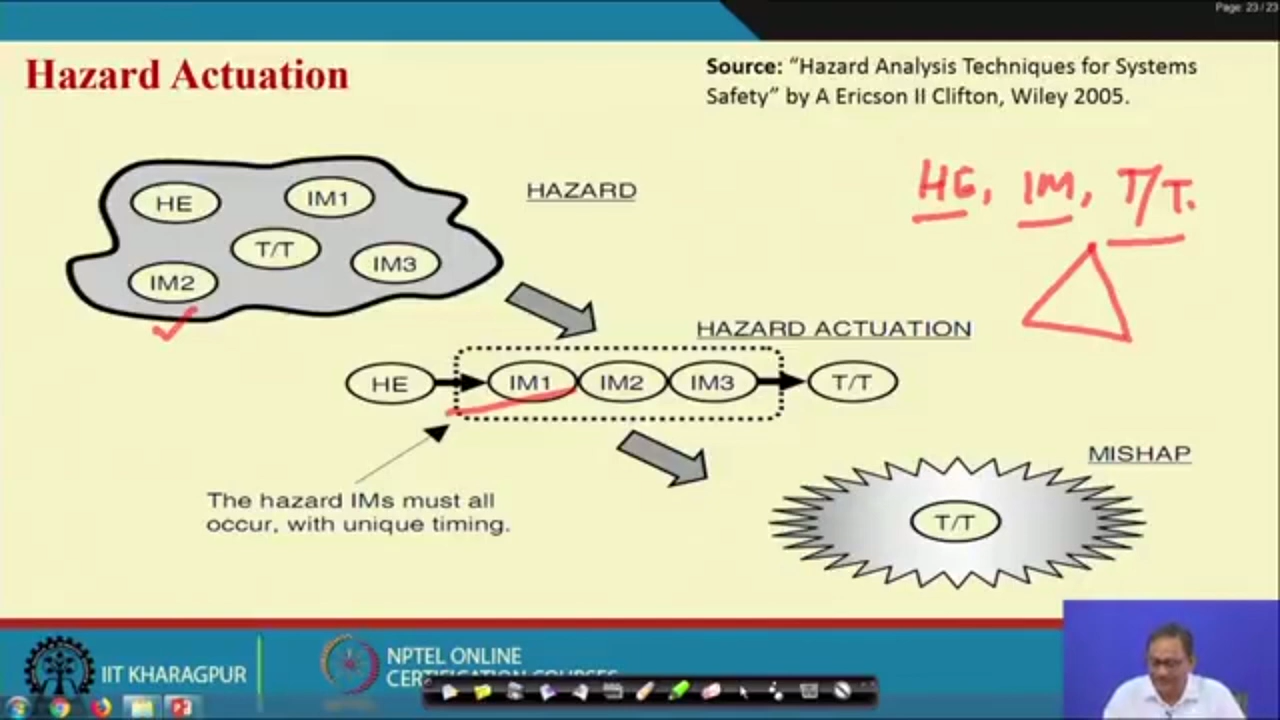 Page: 23 / 23
Hazard Actuation
Source: “Hazard Analysis Techniques for Systems
Safety” by A Ericson II Clifton, Wiley 2005.
HE
IM1
T/T
IM2
IM3
HAZARD
HE, IM, T/T.
HAZARD ACTUATION
HE
IM1
IM2
IM3
T/T
The hazard IMs must all
occur, with unique timing.
MISHAP
T/T
IIT KHARAGPUR
NPTEL ONLINE
CERTIFICATION COURSES